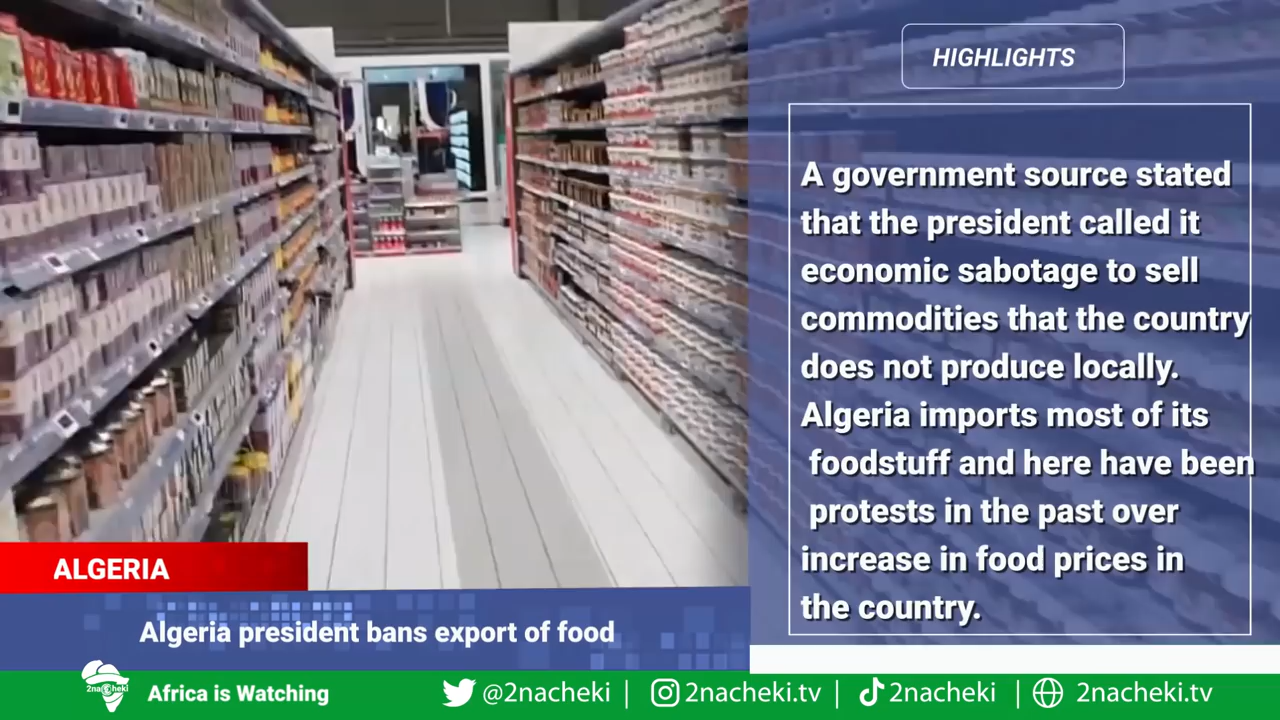 HIGHLIGHTS
A government source stated
that the president called it
economic sabotage to sell
commodities that the country
does not produce locally.
Algeria imports most of its
foodstuff and here have been
protests in the past over
increase in food prices in
the country.
ALGERIA
Algeria president bans export of food
2nacheki
Africa is Watching
@2nacheki | 2nacheki.tv | 2nacheki | 2nacheki.tv